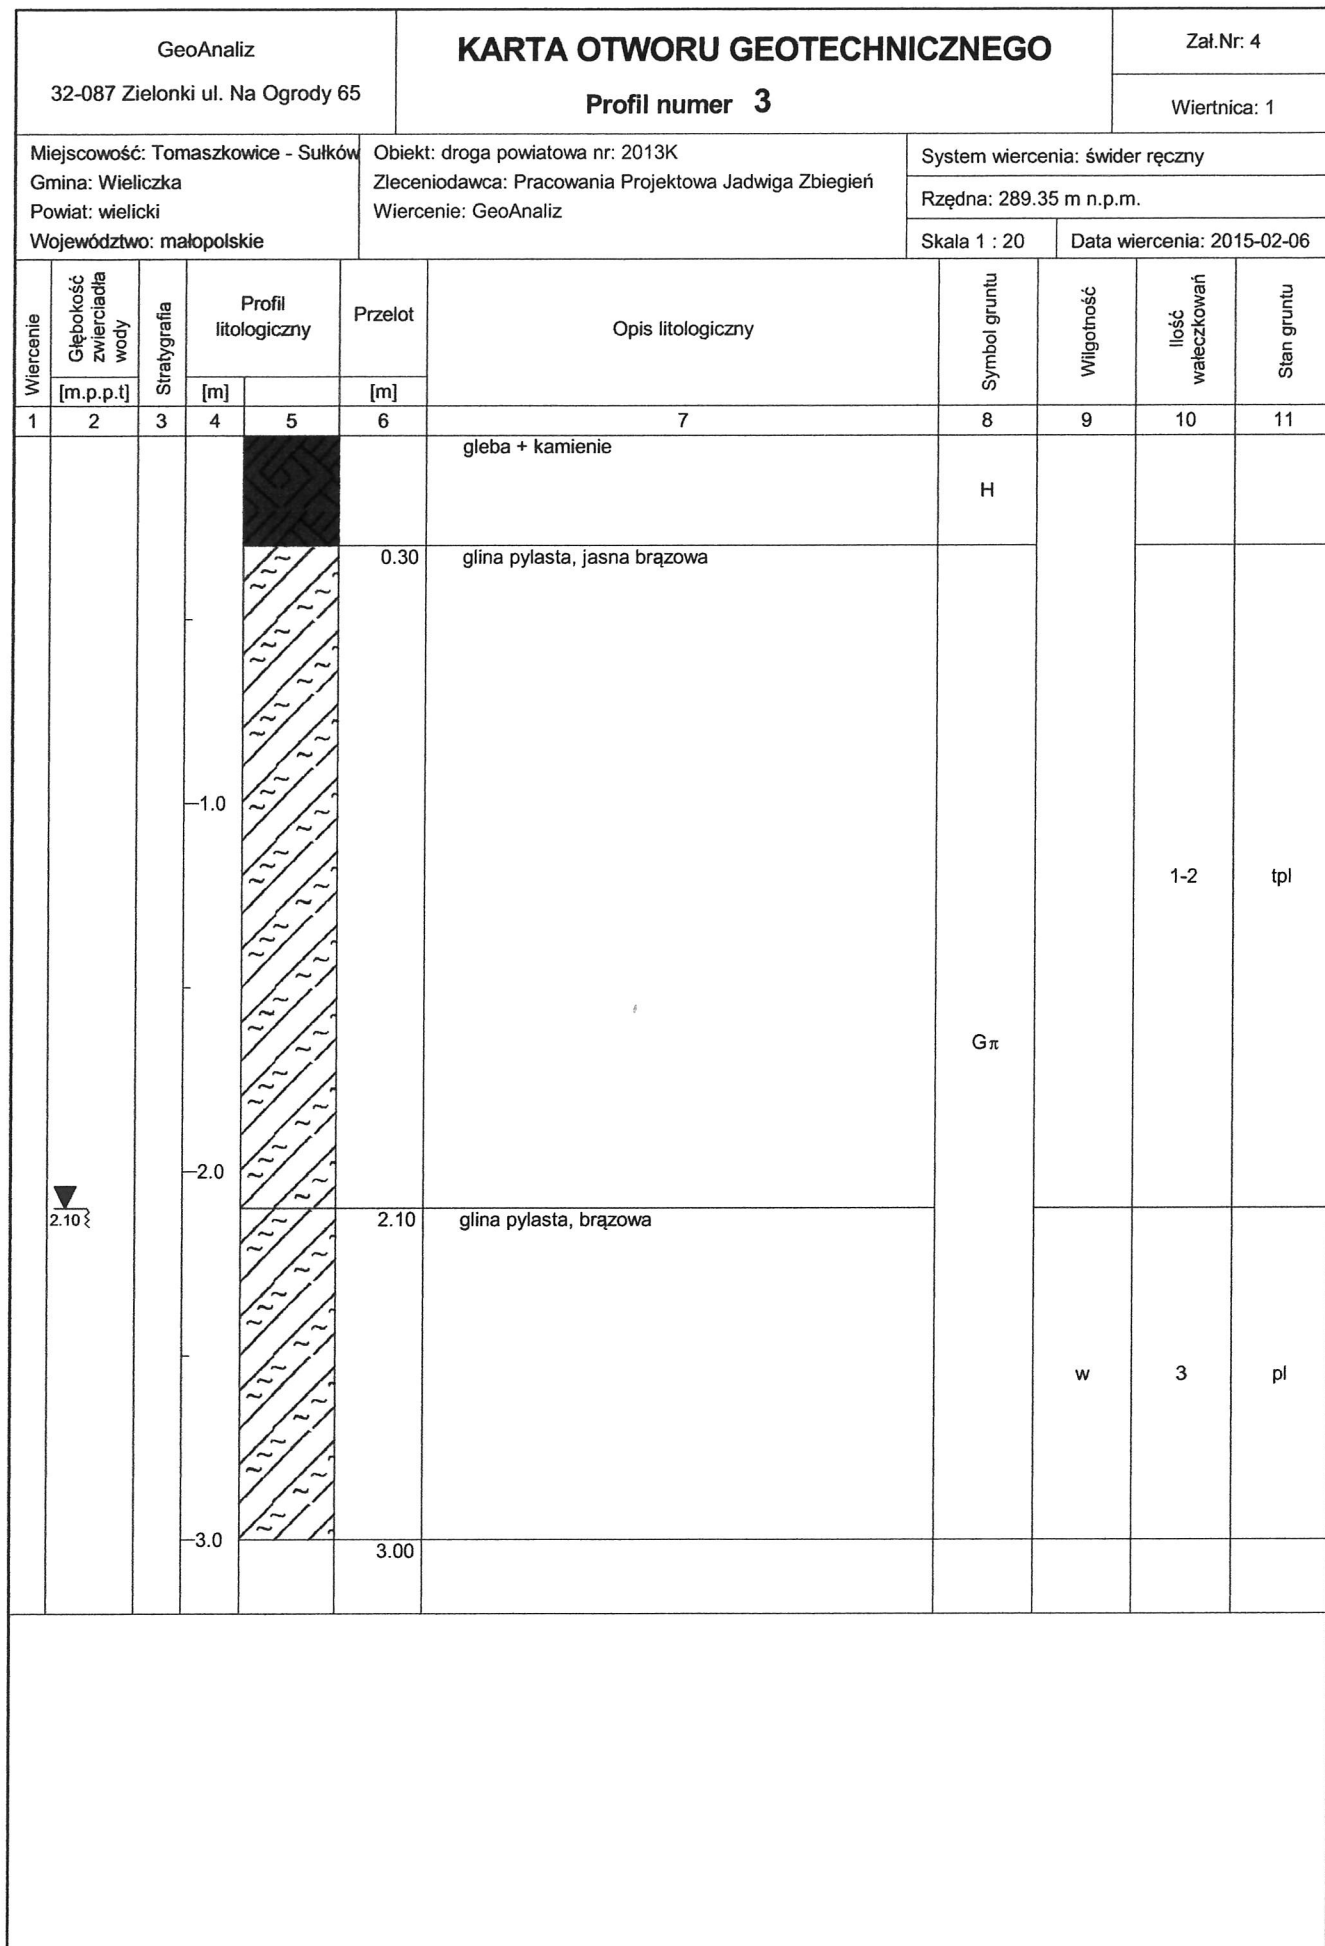 GeoAnaliz
32-087 Zielonki ul. Na Ogrody 65
KARTA OTWORU GEOTECHNICZNEGO
Profil numer 3
Zał.Nr: 4
Wiertnica: 1
Miejscowość: Tomaszkowice - Sułków
Gmina: Wieliczka
Powiat: wielicki
Województwo: małopolskie
Obiekt: droga powiatowa nr: 2013K
Zleceniodawca: Pracowania Projektowa Jadwiga Zbiegień
Wiercenie: GeoAnaliz
System wiercenia: świder ręczny
Rzędna: 289.35 m n.p.m.
Skala 1 : 20
Data wiercenia: 2015-02-06
Wiercenie
Głębokość
zwierciadła
wody
[m.p.p.t]
Stratygrafia
Profil
litologiczny
[m]
Przelot
[m]
Opis litologiczny
Symbol gruntu
Wilgotność
Ilość
wałeczkowań
Stan gruntu
1 2 3 4 5 6 7 8 9 10 11
gleba + kamienie
H
0.30 glina pylasta, jasna brązowa
1.0
1-2 tpl
Gπ
2.0
2.10
2.10 glina pylasta, brązowa
w 3 pl
3.0
3.00